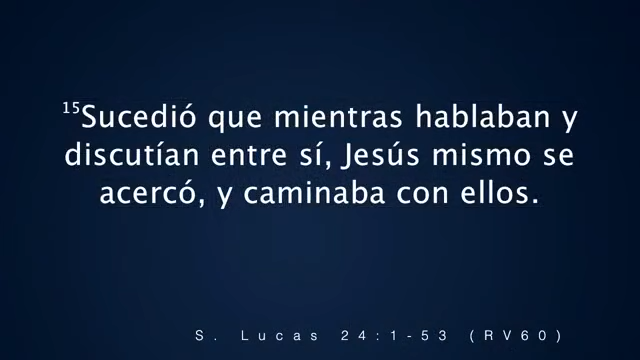 ¹⁵Sucedió que mientras hablaban y
discutían entre sí, Jesús mismo se
acercó, y caminaba con ellos.
S. Lucas 24:1-53 (RV60)